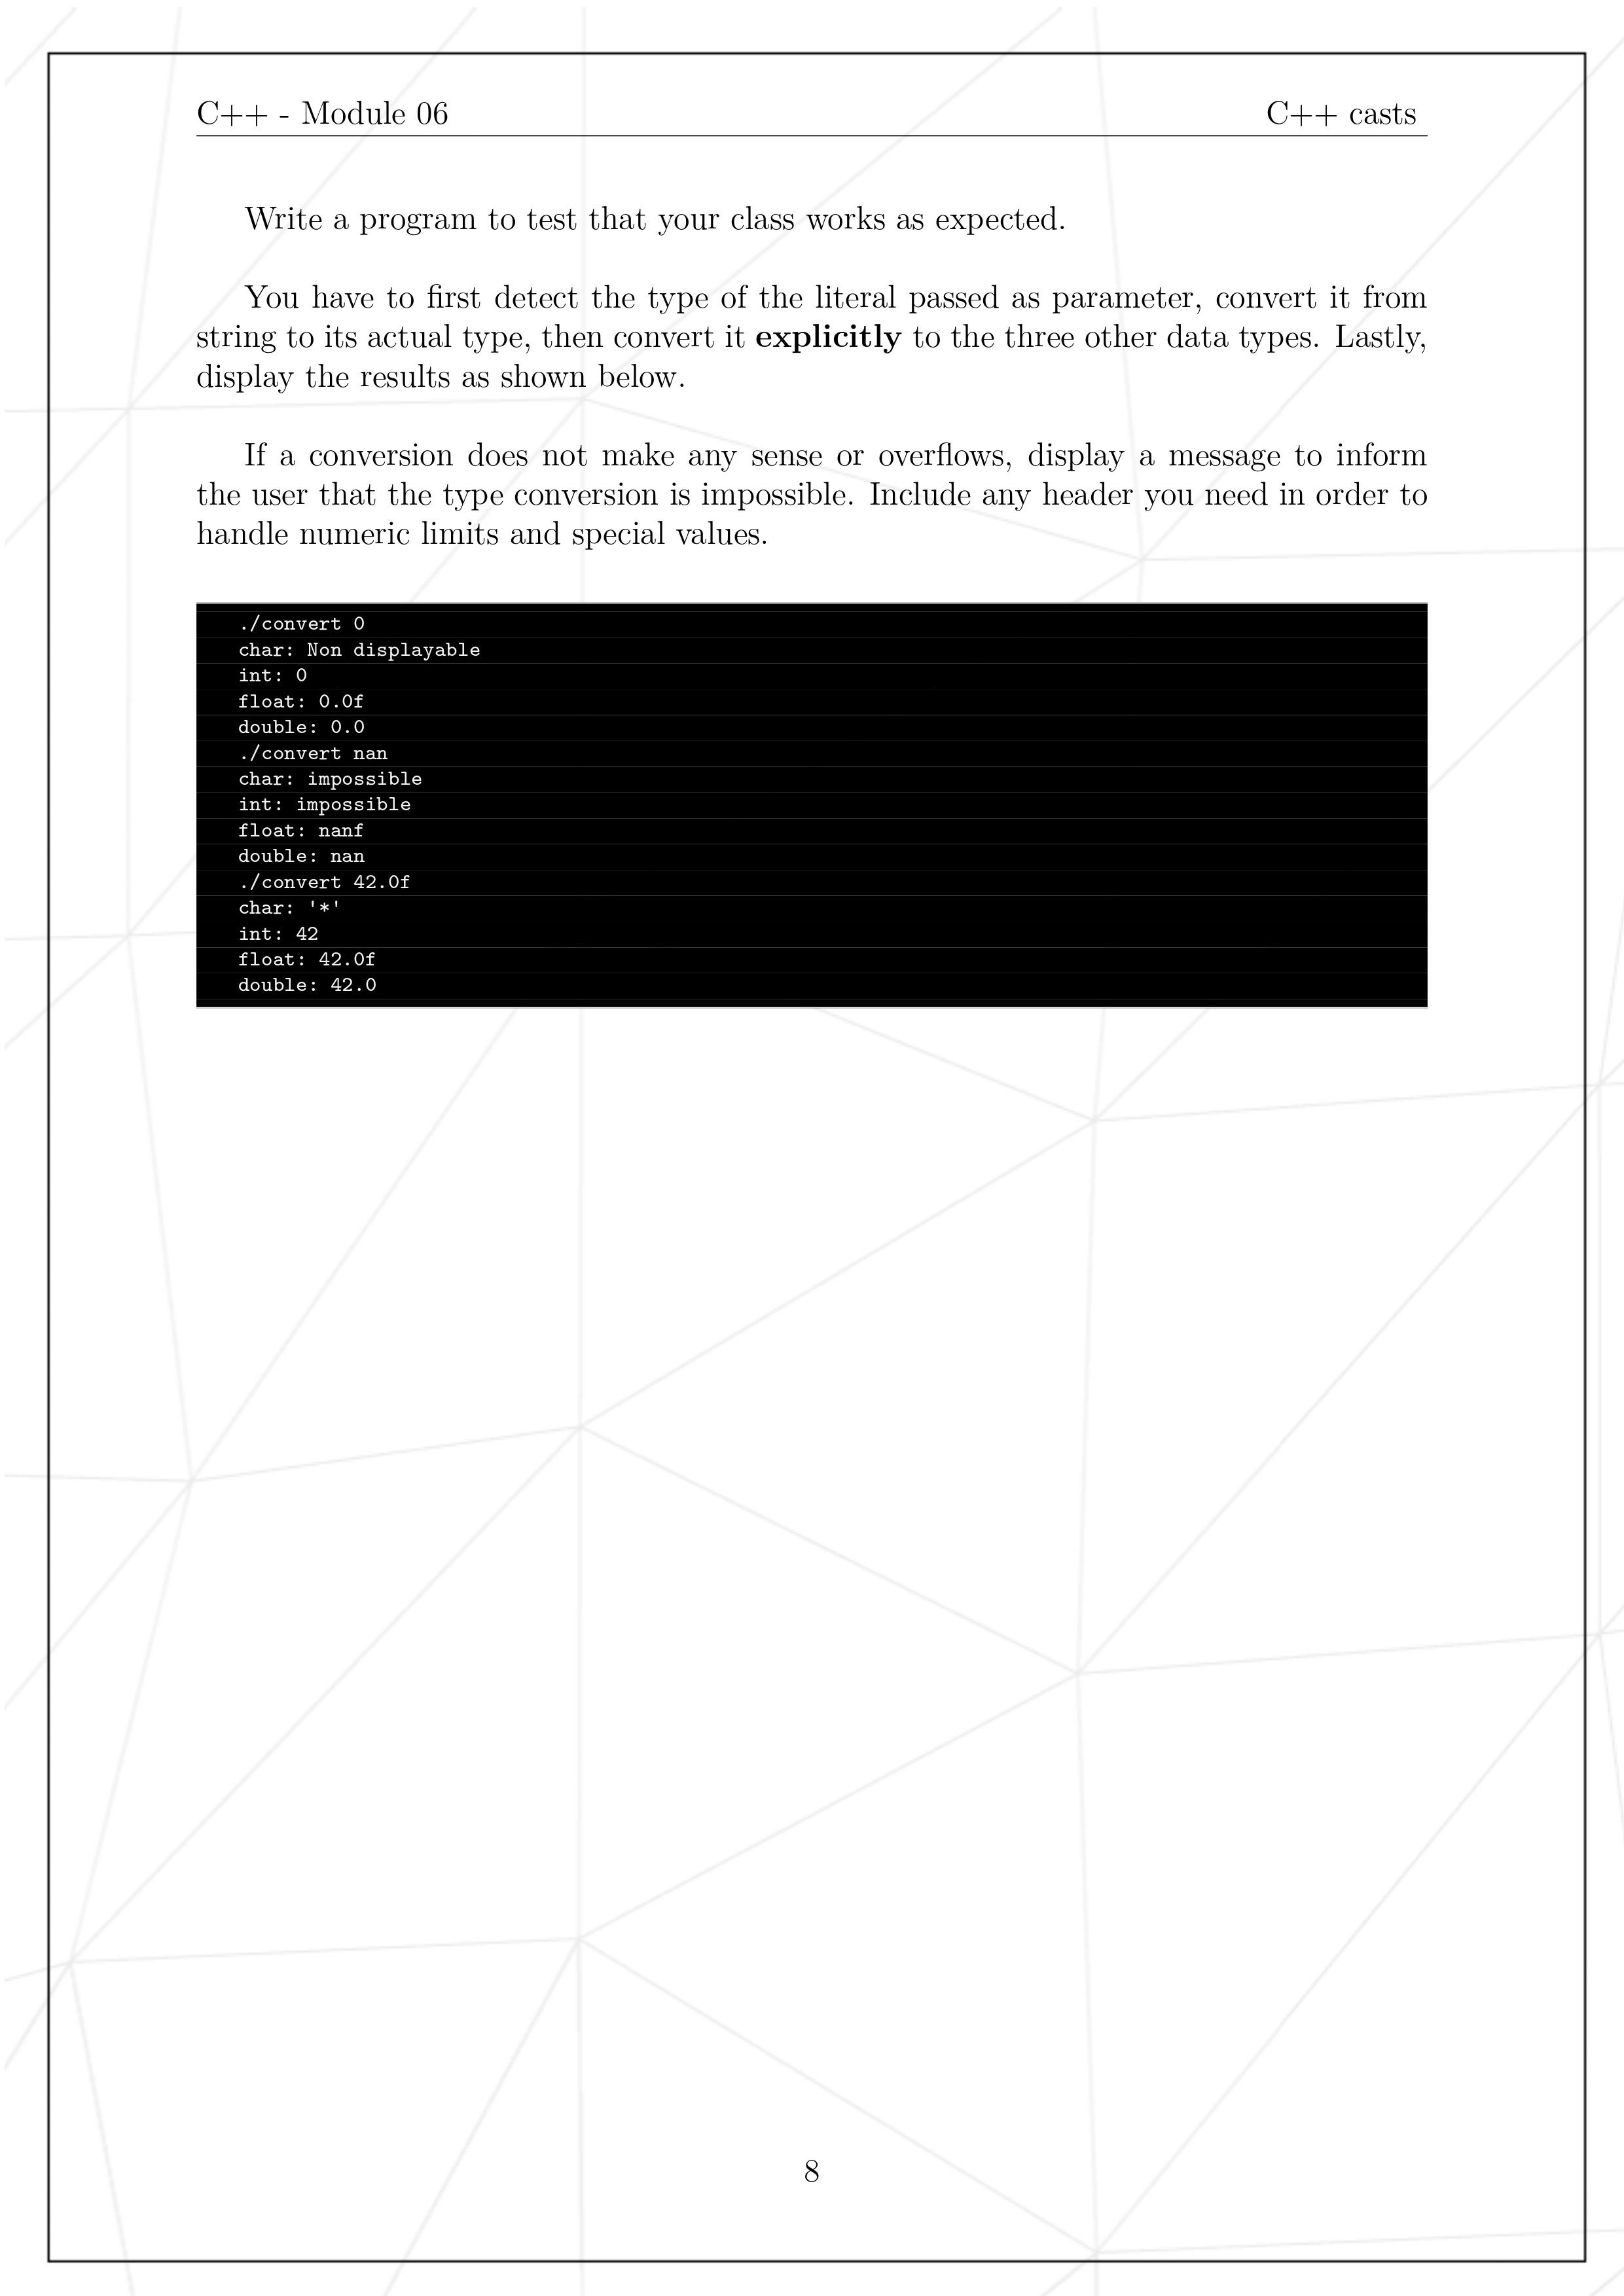 C++ - Module 06
C++ casts
Write a program to test that your class works as expected.
You have to first detect the type of the literal passed as parameter, convert it from
string to its actual type, then convert it explicitly to the three other data types. Lastly,
display the results as shown below.
If a conversion does not make any sense or overflows, display a message to inform
the user that the type conversion is impossible. Include any header you need in order to
handle numeric limits and special values.
./convert 0
char: Non displayable
int: 0
float: 0.0f
double: 0.0
./convert nan
char: impossible
int: impossible
float: nanf
double: nan
./convert 42.0f
char: '*'
int: 42
float: 42.0f
double: 42.0
8